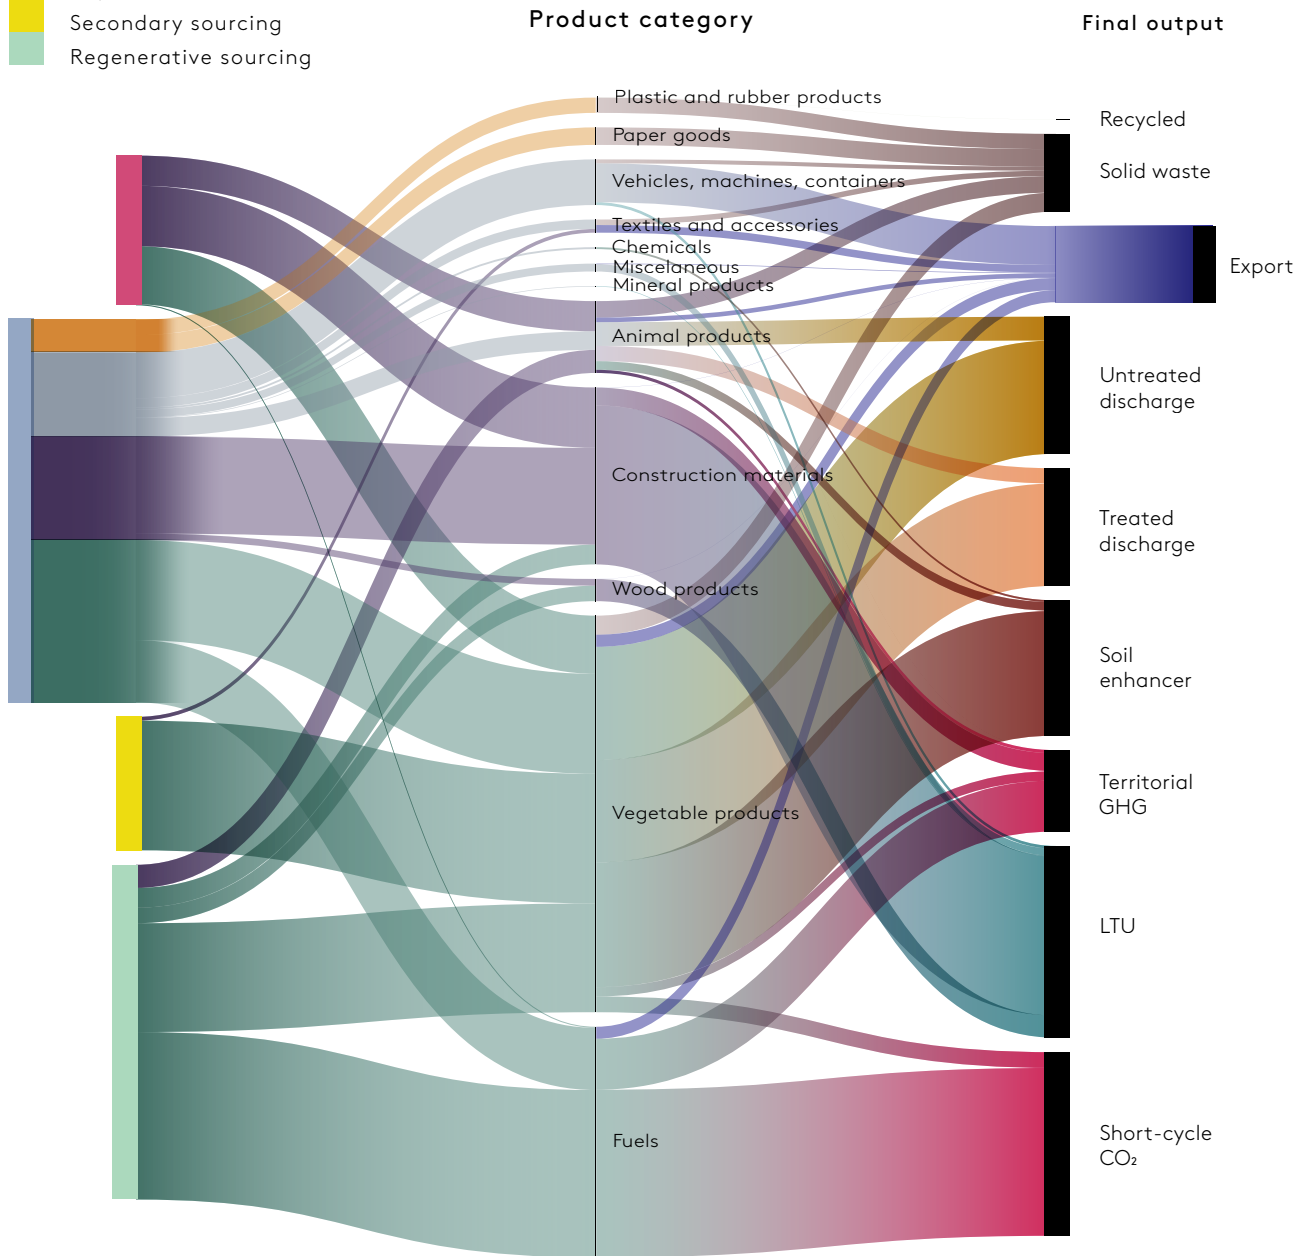 Secondary sourcing
Regenerative sourcing
Product category
Final output
Plastic and rubber products
Paper goods
Vehicles, machines, containers
Textiles and accessories
Chemicals
Miscelaneous
Mineral products
Animal products
Construction materials
Wood products
Vegetable products
Fuels
Recycled
Solid waste
Export
Untreated
discharge
Treated
discharge
Soil
enhancer
Territorial
GHG
LTU
Short-cycle
CO₂